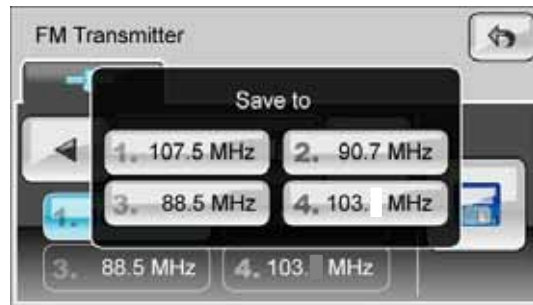 FM Transmitter
Save to
1. 107.5 MHz 2. 90.7 MHz
3. 88.5 MHz 4. 103. MHz
1.
3. 88.5 MHz 4. 103. MHz